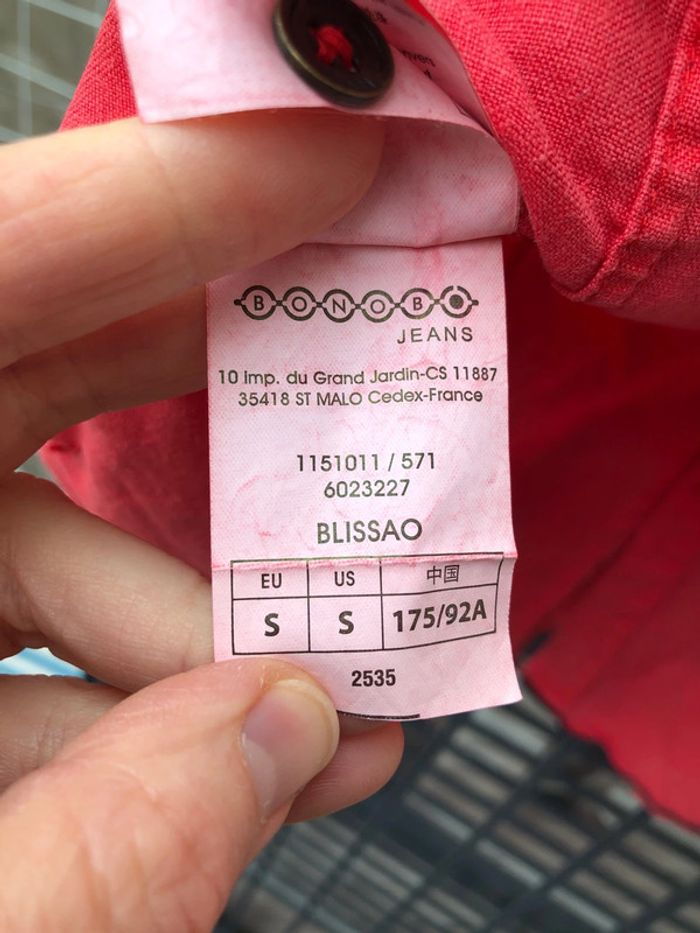 BONOBO
JEANS
10 Imp. du Grand Jardin-CS 11887
35418 ST MALO Cedex-France
1151011 / 571
6023227
BLISSAO
EU US 中国
S S 175/92A
2535